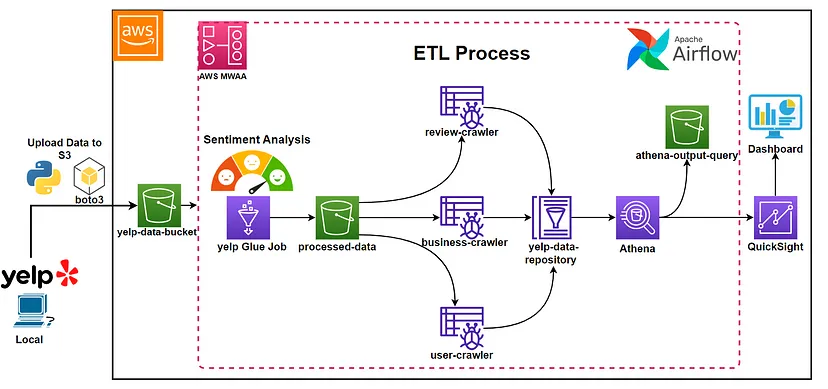 aws
AWS MWAA
ETL Process
Apache
Airflow
Upload Data to
S3
boto3
yelp-data-bucket
Sentiment Analysis
yelp Glue Job
processed-data
review-crawler
business-crawler
user-crawler
yelp-data-
repository
Athena
athena-output-query
Dashboard
QuickSight
yelp
?
Local